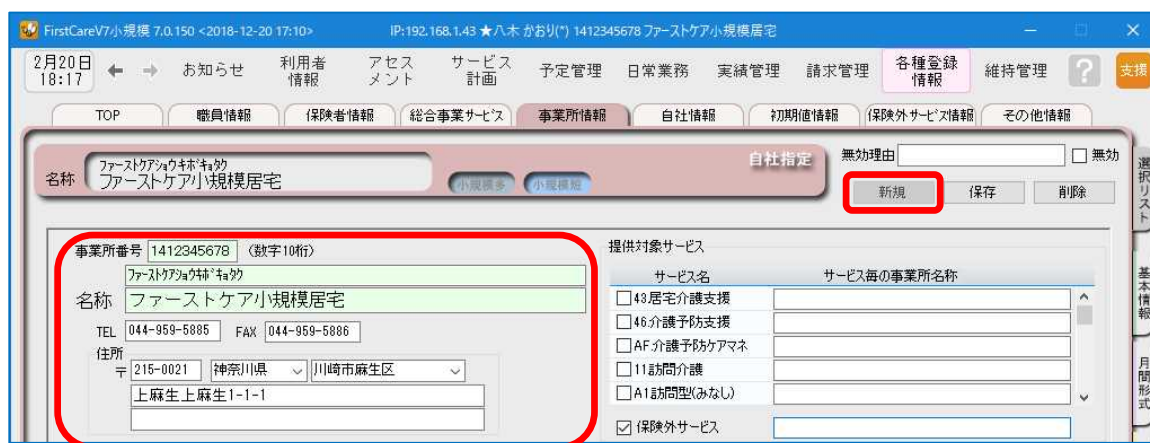 FirstCareV7小規模 7.0.150 <2018-12-20 17:10> IP:192.168.1.43 ★八木 かおり(*) 1412345678 ファーストケア小規模居宅
2月20日
18:17
お知らせ
利用者
情報
アセス
メント
サービス
計画
予定管理
日常業務
実績管理
請求管理
各種登録
情報
維持管理
?
支援
TOP 職員情報 保険者情報 総合事業サービス 事業所情報 自社情報 初期値情報 保険外サービス情報 その他情報
名称
ファーストケアショウキボキョタク
ファーストケア小規模居宅
小規模多 小規模短
自社指定
無効理由 無効
新規 保存 削除
選択リスト
基本情報
月間形式
事業所番号 1412345678 (数字10桁)
ファーストケアショウキボキョタク
名称 ファーストケア小規模居宅
TEL 044-959-5885 FAX 044-959-5886
住所
〒 215-0021 神奈川県 川崎市麻生区
上麻生上麻生1-1-1
提供対象サービス
サービス名 サービス毎の事業所名称
43.居宅介護支援
46.介護予防支援
AF.介護予防ケアマネ
11訪問介護
A1訪問型(みなし)
保険外サービス